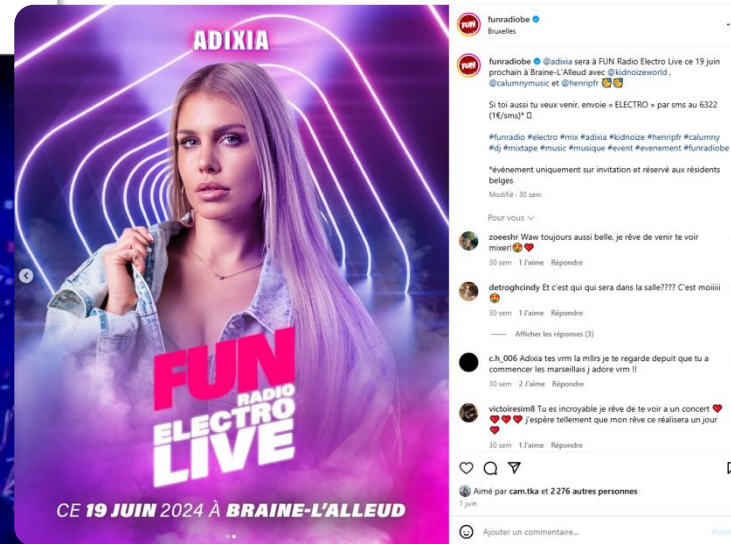 ADIXIA
FUN
RADIO
ELECTRO
LIVE
CE 19 JUIN 2024 À BRAINE-L'ALLEUD
FUN
funradiobe
Bruxelles
FUN
funradiobe @adixia sera à FUN Radio Electro Live ce 19 juin
prochain à Braine-L'Alleud avec @kidnoizeworld ,
@calumnymusic et @henripfr
Si toi aussi tu veux venir, envoie « ELECTRO » par sms au 6322
(1€/sms)*
#funradio #electro #mix #adixia #kidnoize #henripfr #calumny
#dj #mixtape #music #musique #event #evenement #funradiobe
*événement uniquement sur invitation et réservé aux résidents
belges
Modifié · 30 sem
Pour vous
zoeeshr Waw toujours aussi belle, je rêve de venir te voir
mixer!
30 sem 1 J'aime Répondre
detroghcindy Et c'est qui qui sera dans la salle???? C'est moiiiii
30 sem 1 J'aime Répondre
Afficher les réponses (3)
c.h_006 Adixia tes vrm la mllrs je te regarde depuit que tu a
commencer les marseillais j adore vrm !!
30 sem 2 J'aime Répondre
victoiresim8 Tu es incroyable je rêve de te voir a un concert ❤
❤❤❤ j'espère tellement que mon rêve ce réalisera un jour
❤
30 sem 1 J'aime Répondre
Aimé par cam.tka et 2 276 autres personnes
1 juin
Ajouter un commentaire...